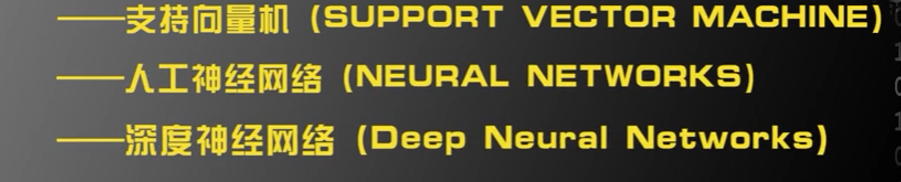 ——支持向量机（SUPPORT VECTOR MACHINE）
——人工神经网络（NEURAL NETWORKS）
——深度神经网络（Deep Neural Networks）